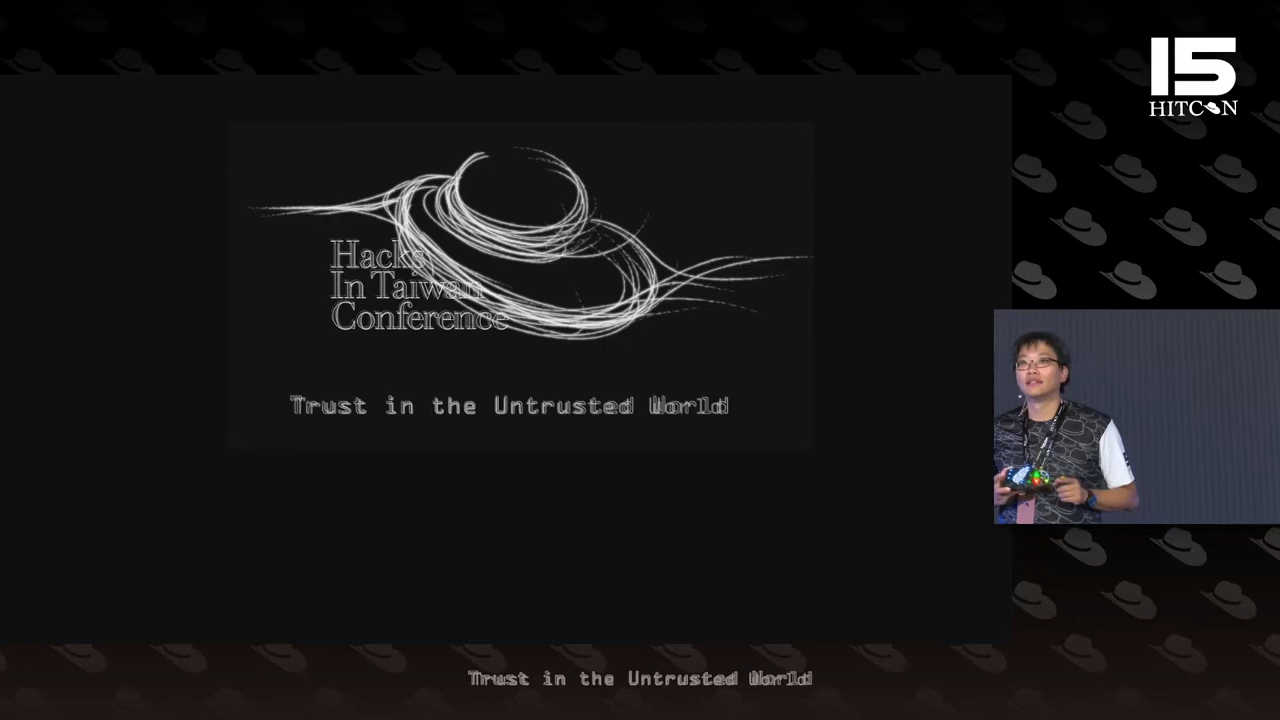 15
HITCON
Hacks
In Taiwan
Conference
Trust in the Untrusted World
Trust in the Untrusted World